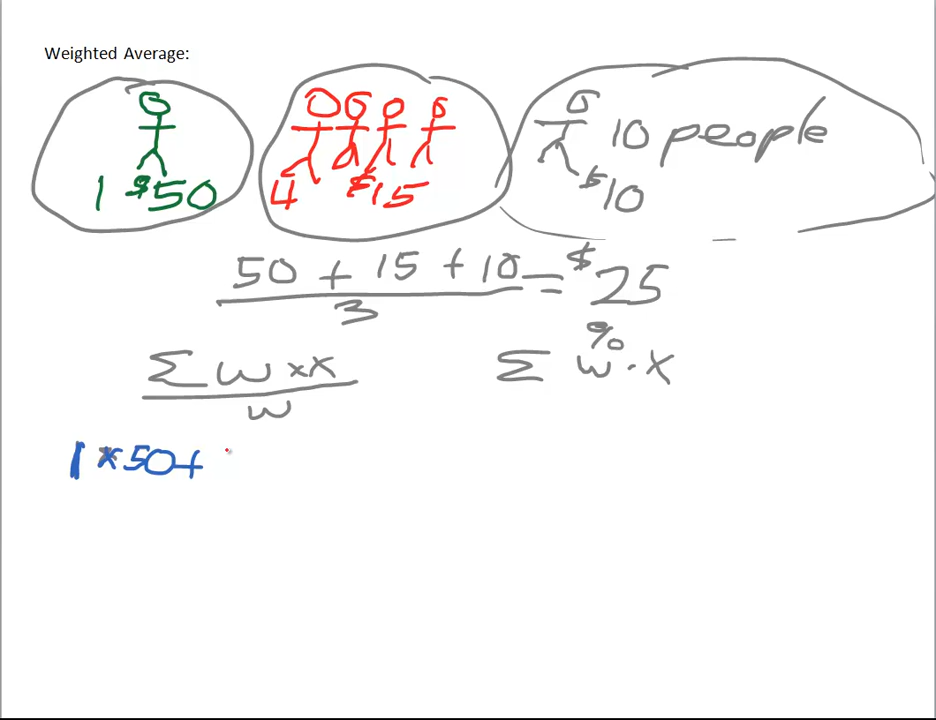 Weighted Average:
1 $50
4 $15
10 people
$10
50 + 15 + 10 = $25
3
Σ W x X
W
%
Σ W · X
1 x 50 +